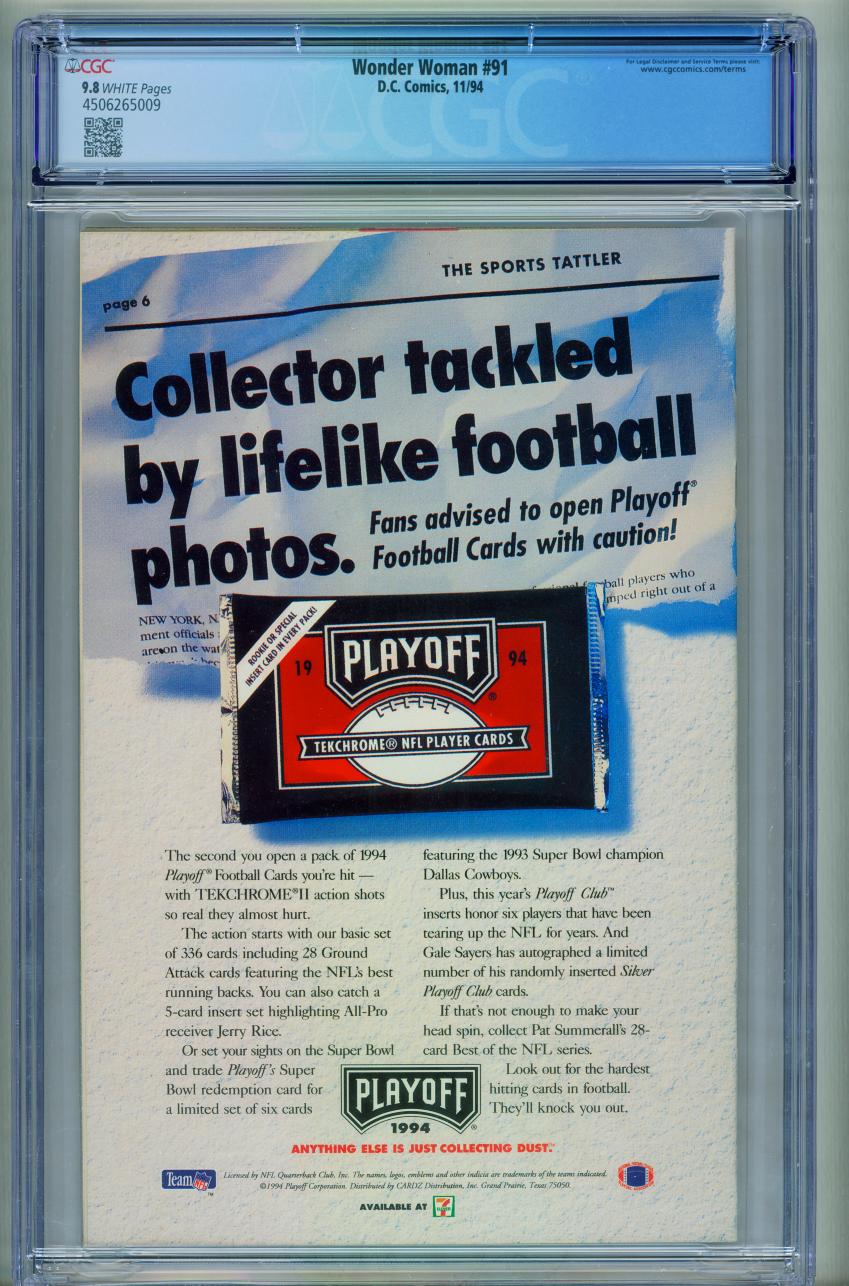 CGC
9.8 WHITE Pages
4506265009
Wonder Woman #91
D.C. Comics, 11/94
For Legal Disclaimer and Service Terms please visit:
www.cgccomics.com/terms
CGC
THE SPORTS TATTLER
page 6
Collector tackled
by lifelike football
photos.
Fans advised to open Playoff®
Football Cards with caution!
ball players who
mped right out of a
NEW YORK, N
ment officials
are on the wa
ROOKIE OR SPECIAL
INSERT CARD IN EVERY PACK!
19 PLAYOFF 94
®
TEKCHROME® NFL PLAYER CARDS
The second you open a pack of 1994
Playoff® Football Cards you're hit —
with TEKCHROME®II action shots
so real they almost hurt.
The action starts with our basic set
of 336 cards including 28 Ground
Attack cards featuring the NFL's best
running backs. You can also catch a
5-card insert set highlighting All-Pro
receiver Jerry Rice.
Or set your sights on the Super Bowl
and trade Playoff's Super
Bowl redemption card for
a limited set of six cards
featuring the 1993 Super Bowl champion
Dallas Cowboys.
Plus, this year's Playoff Club™
inserts honor six players that have been
tearing up the NFL for years. And
Gale Sayers has autographed a limited
number of his randomly inserted Silver
Playoff Club cards.
If that's not enough to make your
head spin, collect Pat Summerall's 28-
card Best of the NFL series.
Look out for the hardest
hitting cards in football.
They'll knock you out.
PLAYOFF
1994 ®
ANYTHING ELSE IS JUST COLLECTING DUST.™
Team NFL™
Licensed by NFL Quarterback Club, Inc. The names, logos, emblems and other indicia are trademarks of the teams indicated.
©1994 Playoff Corporation. Distributed by CARDZ Distribution, Inc. Grand Prairie, Texas 75050.
AVAILABLE AT 7 ELEVEN